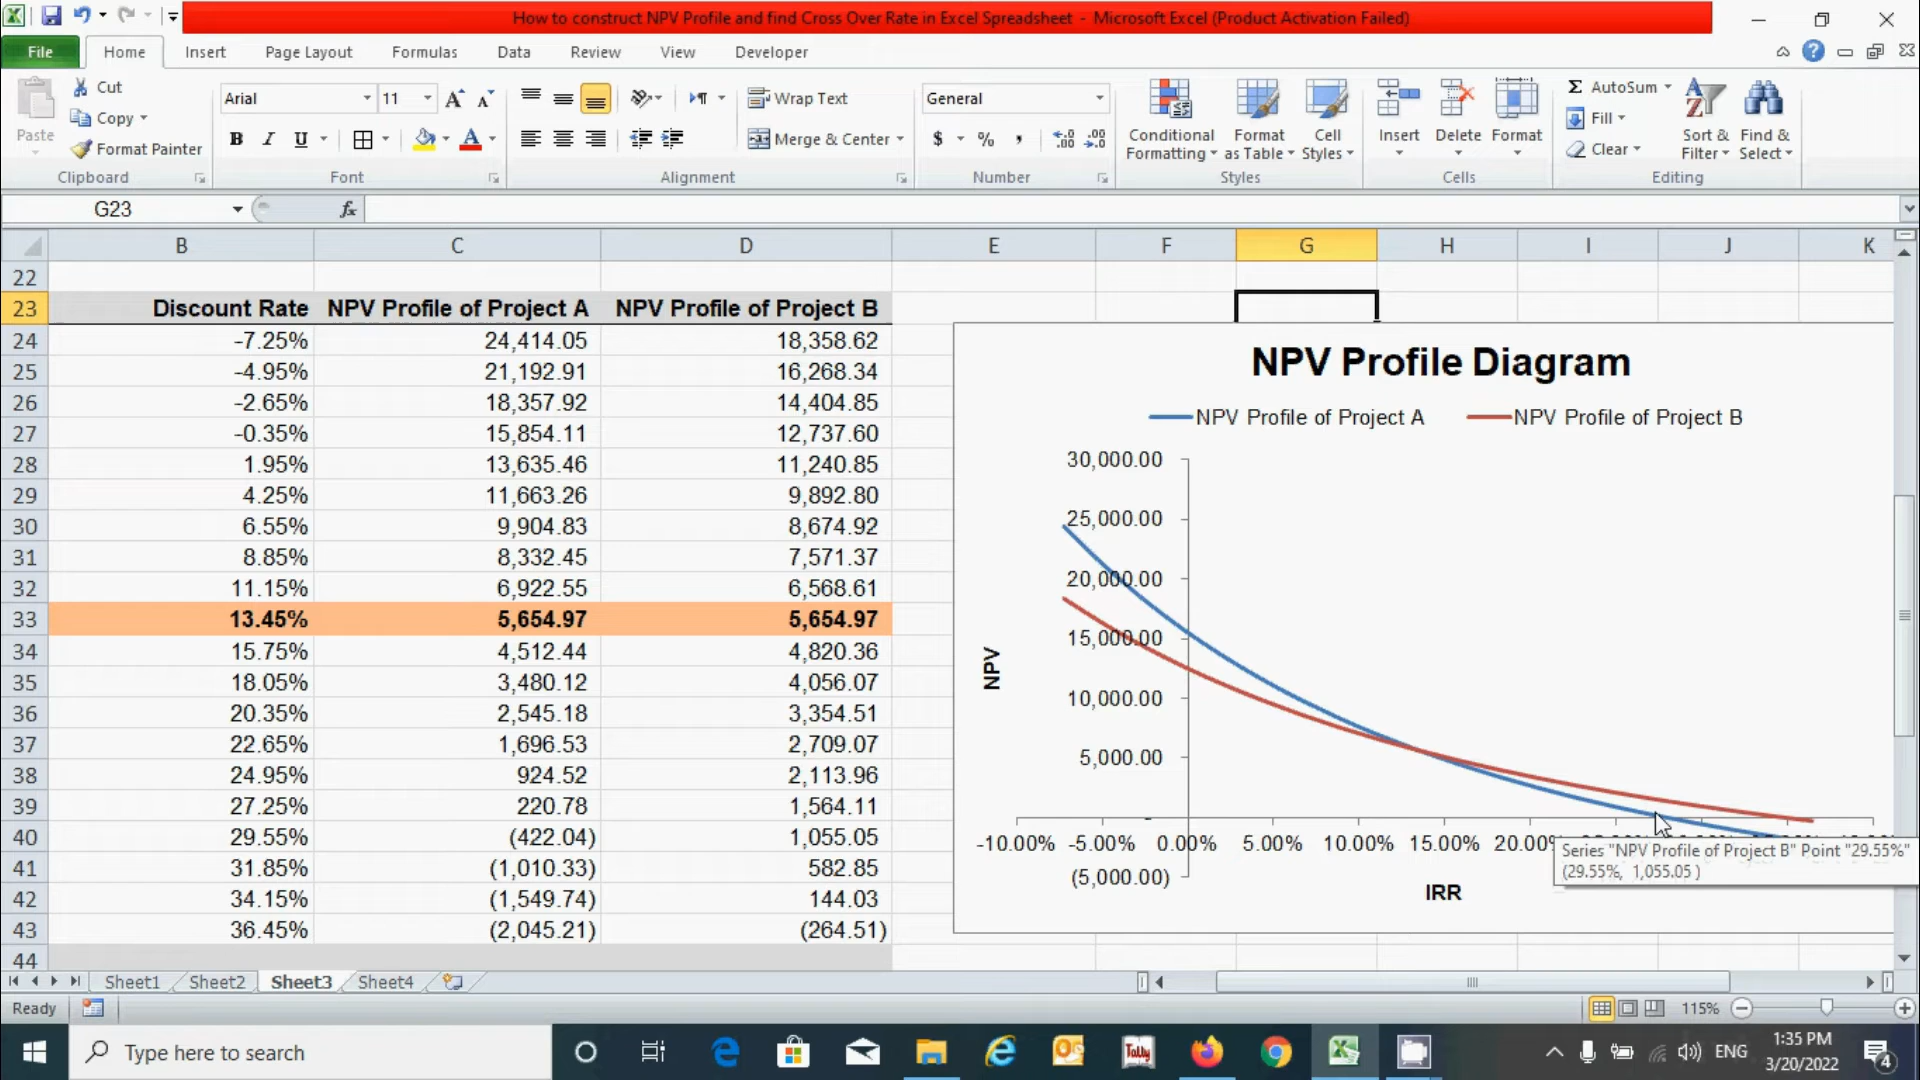 How to construct NPV Profile and find Cross Over Rate in Excel Spreadsheet - Microsoft Excel (Product Activation Failed)
File Home Insert Page Layout Formulas Data Review View Developer
Paste Cut
Copy
Format Painter
Clipboard
Arial 11
B I U
Font
Wrap Text
Merge & Center
Alignment
General
$ % ,
Number
Conditional Formatting
Format as Table
Cell Styles
Styles
Insert Delete Format
Cells
Σ AutoSum
Fill
Clear
Sort & Filter
Find & Select
Editing
G23 fx
B C D E F G H I J K
22
23 Discount Rate NPV Profile of Project A NPV Profile of Project B
24 -7.25% 24,414.05 18,358.62
25 -4.95% 21,192.91 16,268.34
26 -2.65% 18,357.92 14,404.85
27 -0.35% 15,854.11 12,737.60
28 1.95% 13,635.46 11,240.85
29 4.25% 11,663.26 9,892.80
30 6.55% 9,904.83 8,674.92
31 8.85% 8,332.45 7,571.37
32 11.15% 6,922.55 6,568.61
33 13.45% 5,654.97 5,654.97
34 15.75% 4,512.44 4,820.36
35 18.05% 3,480.12 4,056.07
36 20.35% 2,545.18 3,354.51
37 22.65% 1,696.53 2,709.07
38 24.95% 924.52 2,113.96
39 27.25% 220.78 1,564.11
40 29.55% (422.04) 1,055.05
41 31.85% (1,010.33) 582.85
42 34.15% (1,549.74) 144.03
43 36.45% (2,045.21) (264.51)
44
NPV Profile Diagram
NPV Profile of Project A NPV Profile of Project B
30,000.00
25,000.00
20,000.00
15,000.00
10,000.00
5,000.00
-
(5,000.00)
NPV
-10.00% -5.00% 0.00% 5.00% 10.00% 15.00%
IRR
Series "NPV Profile of Project B" Point "29.55%"
(29.55%, 1,055.05 )
Sheet1 Sheet2 Sheet3 Sheet4
Ready 115%
Type here to search
Tally
ENG
1:35 PM
3/20/2022
4